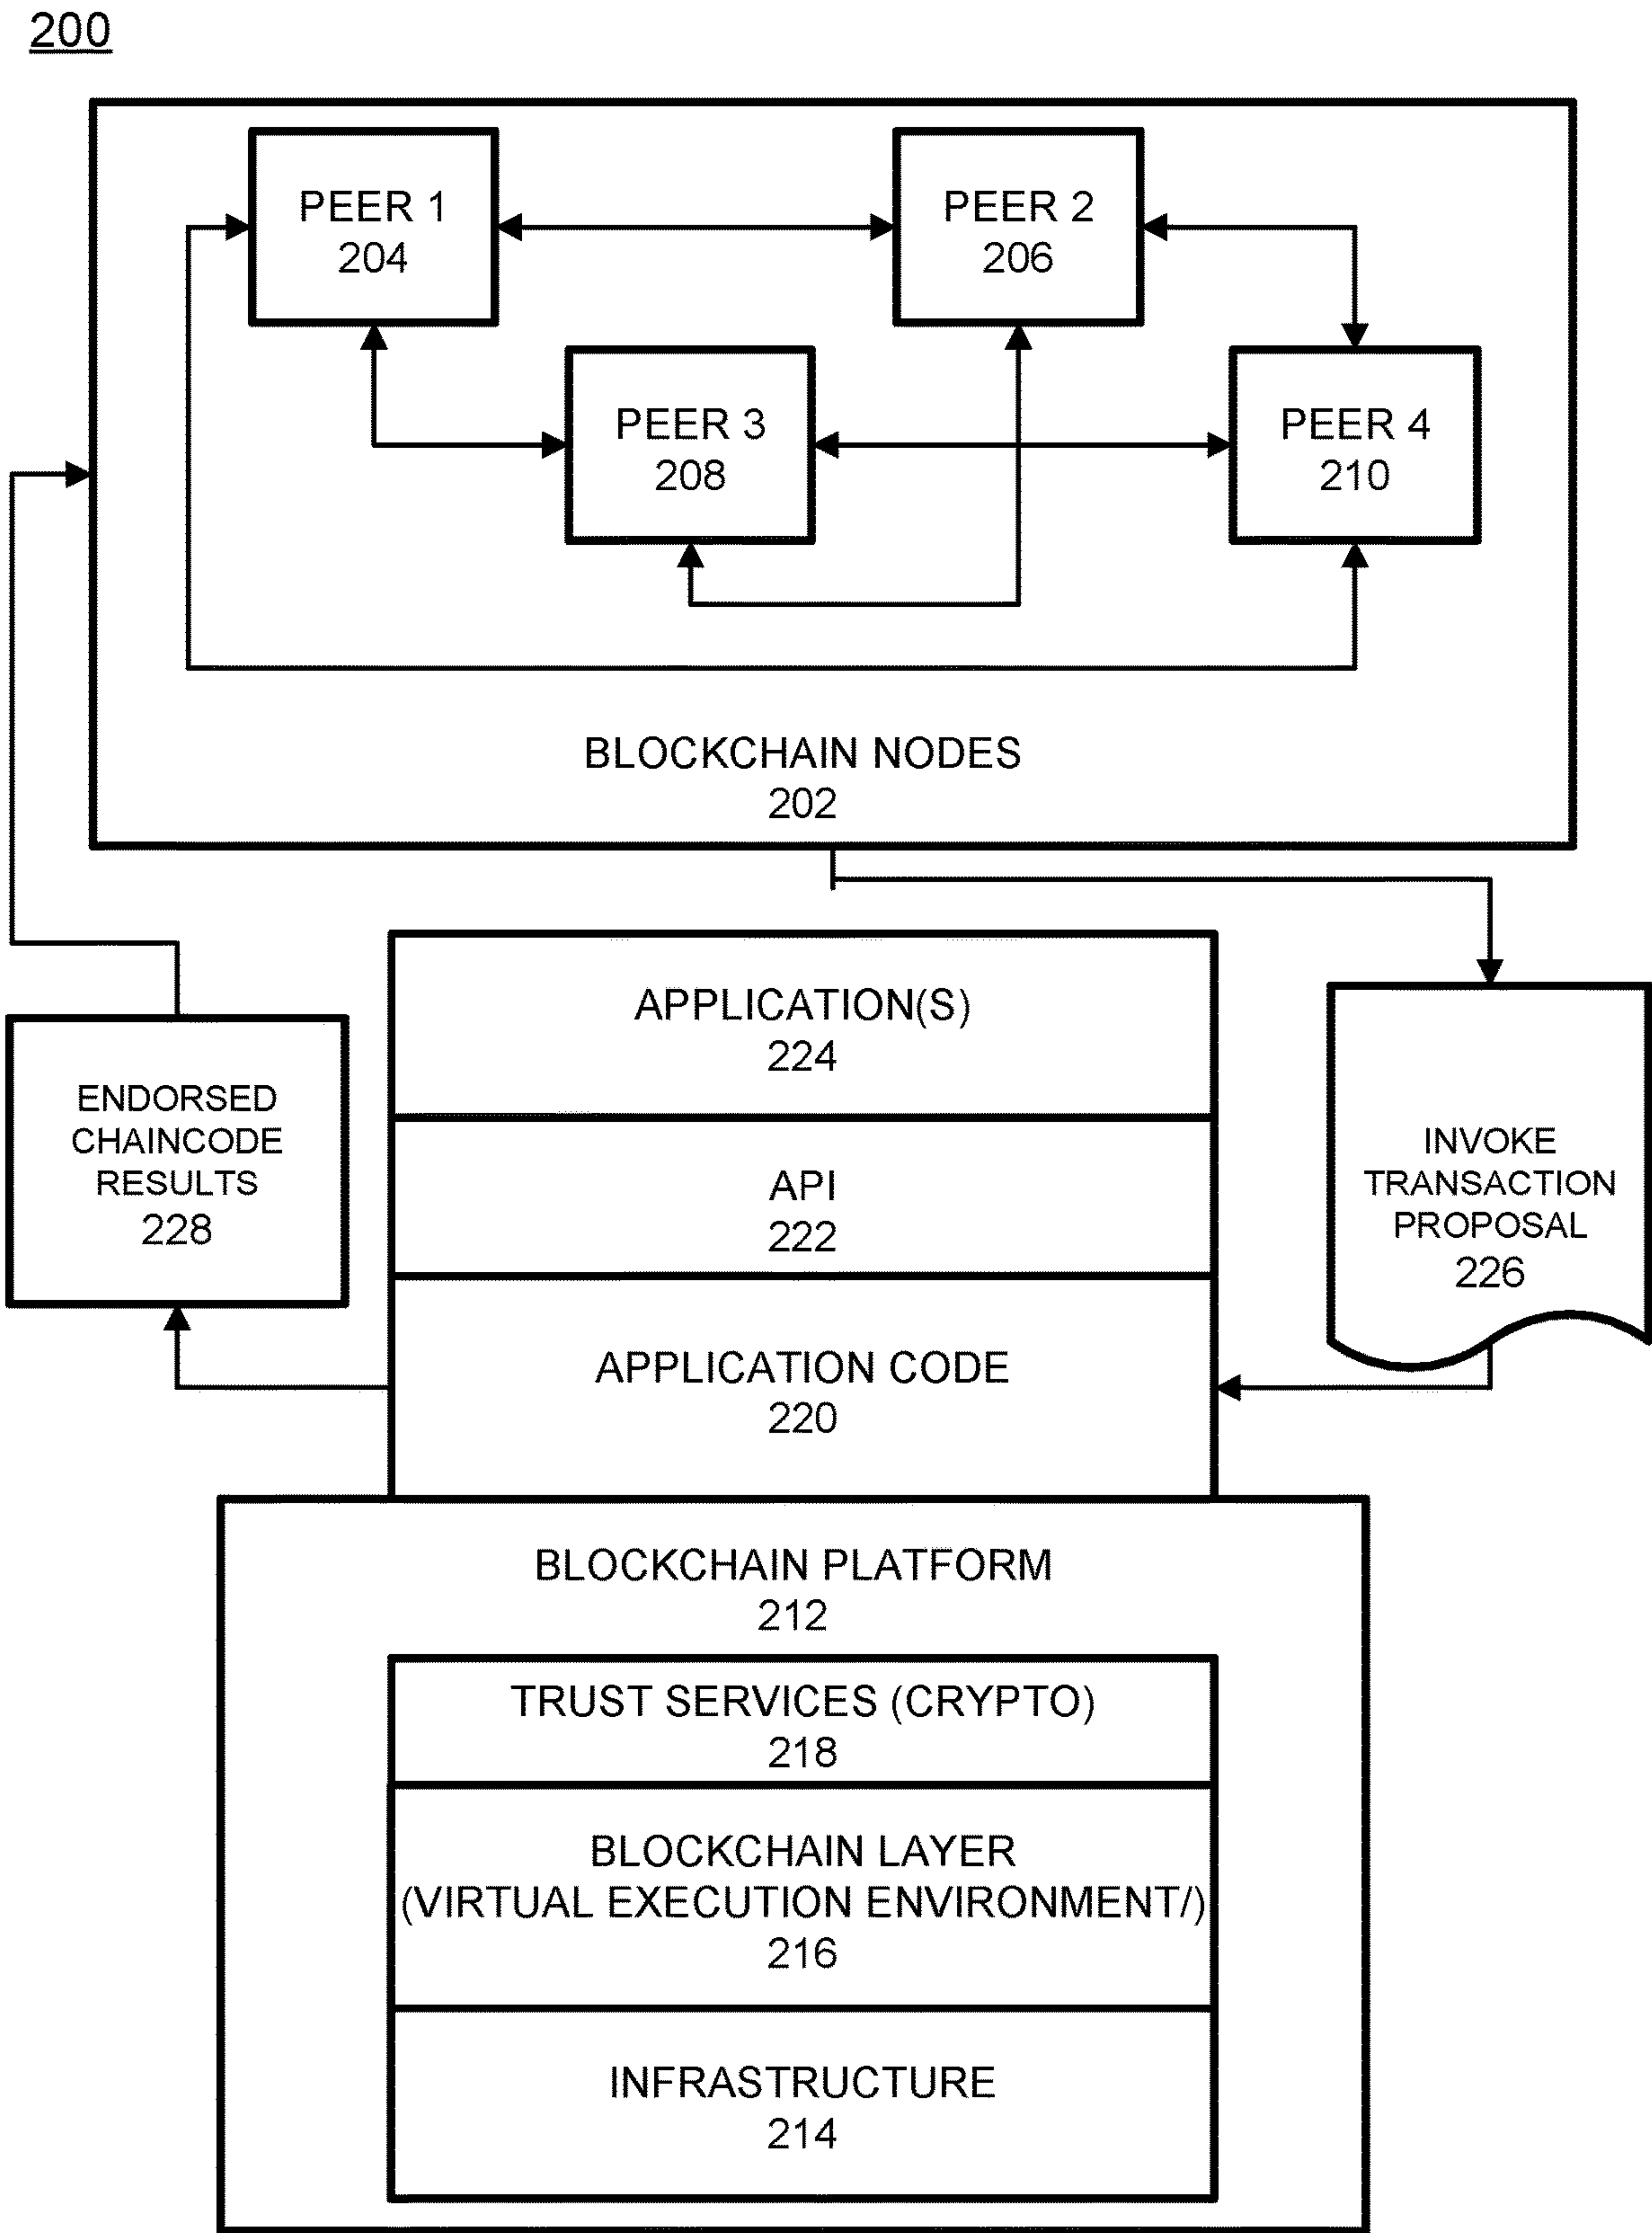 200
PEER 1
204
PEER 2
206
PEER 3
208
PEER 4
210
BLOCKCHAIN NODES
202
APPLICATION(S)
224
API
222
APPLICATION CODE
220
ENDORSED
CHAINCODE
RESULTS
228
INVOKE
TRANSACTION
PROPOSAL
226
BLOCKCHAIN PLATFORM
212
TRUST SERVICES (CRYPTO)
218
BLOCKCHAIN LAYER
(VIRTUAL EXECUTION ENVIRONMENT/)
216
INFRASTRUCTURE
214